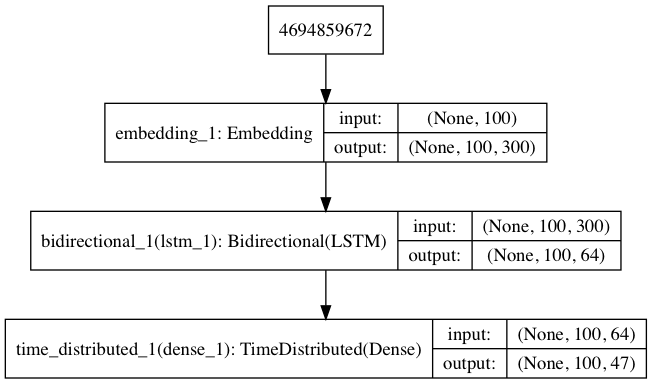 4694859672
embedding_1: Embedding
input:
(None, 100)
output:
(None, 100, 300)
bidirectional_1(lstm_1): Bidirectional(LSTM)
input:
(None, 100, 300)
output:
(None, 100, 64)
time_distributed_1(dense_1): TimeDistributed(Dense)
input:
(None, 100, 64)
output:
(None, 100, 47)